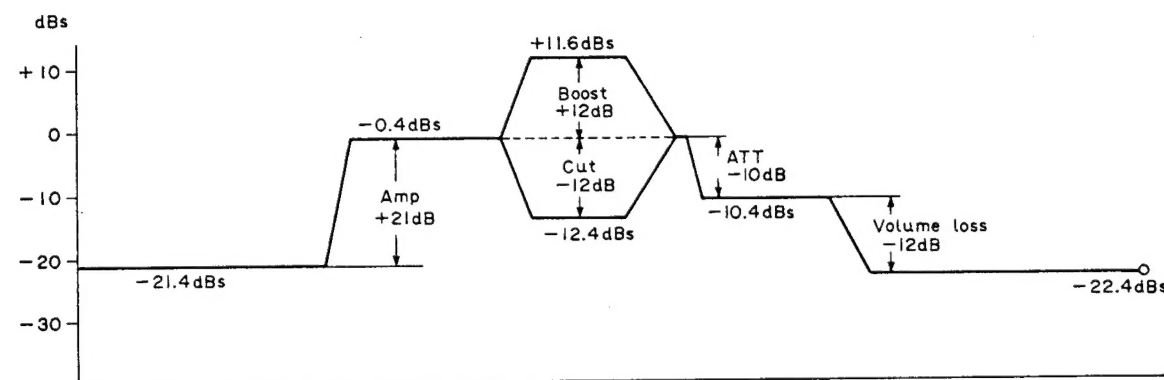 dBs
+11.6dBs
+10
Boost
+12dB
-0.4dBs
0
Cut
-12dB
ATT
-10dB
-10
Amp
+21dB
-12.4dBs
-10.4dBs
Volume loss
-12dB
-20
-21.4dBs
-22.4dBs
-30